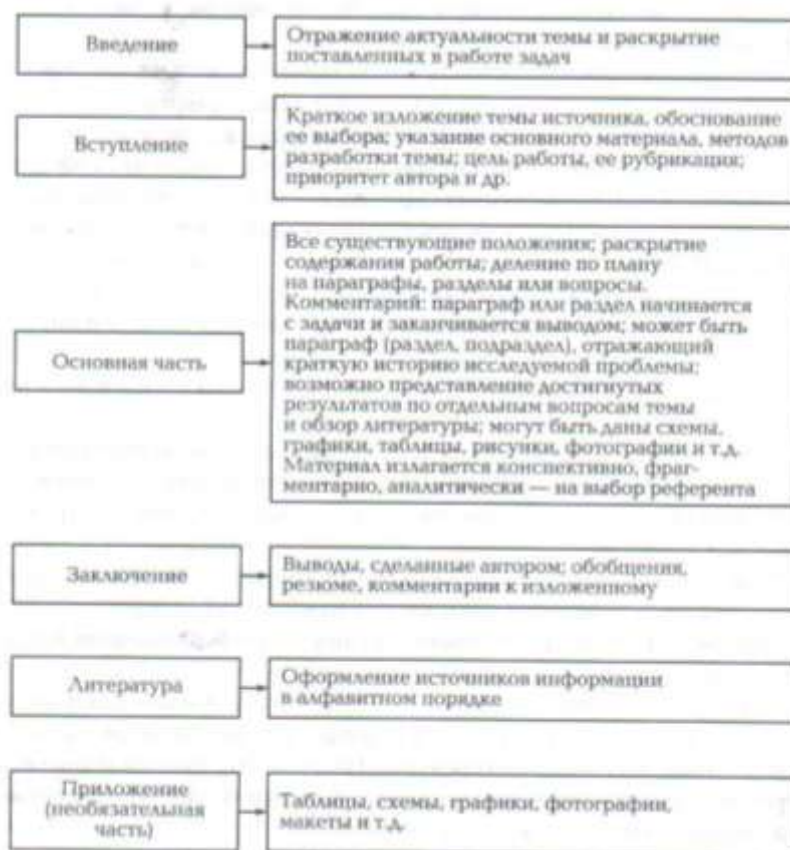 Введение
Отражение актуальности темы и раскрытие
поставленных в работе задач
Вступление
Краткое изложение темы источника, обоснование
ее выбора; указание основного материала, методов
разработки темы; цель работы, ее рубрикация;
приоритет автора и др.
Основная часть
Все существующие положения; раскрытие
содержания работы; деление по плану
на параграфы, разделы или вопросы.
Комментарий: параграф или раздел начинается
с задачи и заканчивается выводом; может быть
параграф (раздел, подраздел), отражающий
краткую историю исследуемой проблемы;
возможно представление достигнутых
результатов по отдельным вопросам темы
и обзор литературы; могут быть даны схемы,
графики, таблицы, рисунки, фотографии и т.д.
Материал излагается конспективно, фраг-
ментарно, аналитически — на выбор референта
Заключение
Выводы, сделанные автором; обобщения,
резюме, комментарии к изложенному
Литература
Оформление источников информации
в алфавитном порядке
Приложение
(необязательная
часть)
Таблицы, схемы, графики, фотографии,
макеты и т.д.